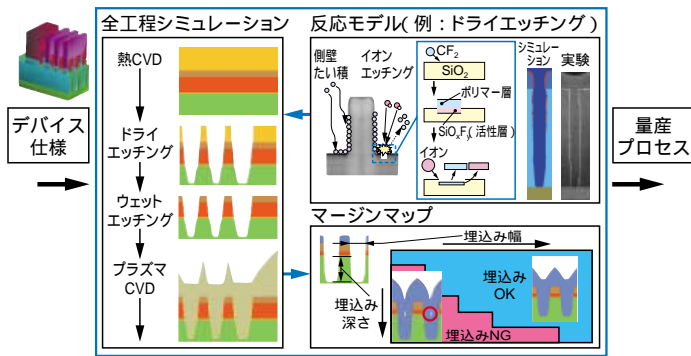 全工程シミュレーション
熱CVD
ドライ
エッチング
ウェット
エッチング
プラズマ
CVD
デバイス
仕様
反応モデル(例:ドライエッチング)
側壁
たい積
イオン
エッチング
CF2
SiO2
ポリマー層
SiOxFy(活性層)
イオン
シミュレー
ション
実験
量産
プロセス
マージンマップ
埋込み幅
埋込み
深さ
埋込み
OK
埋込みNG